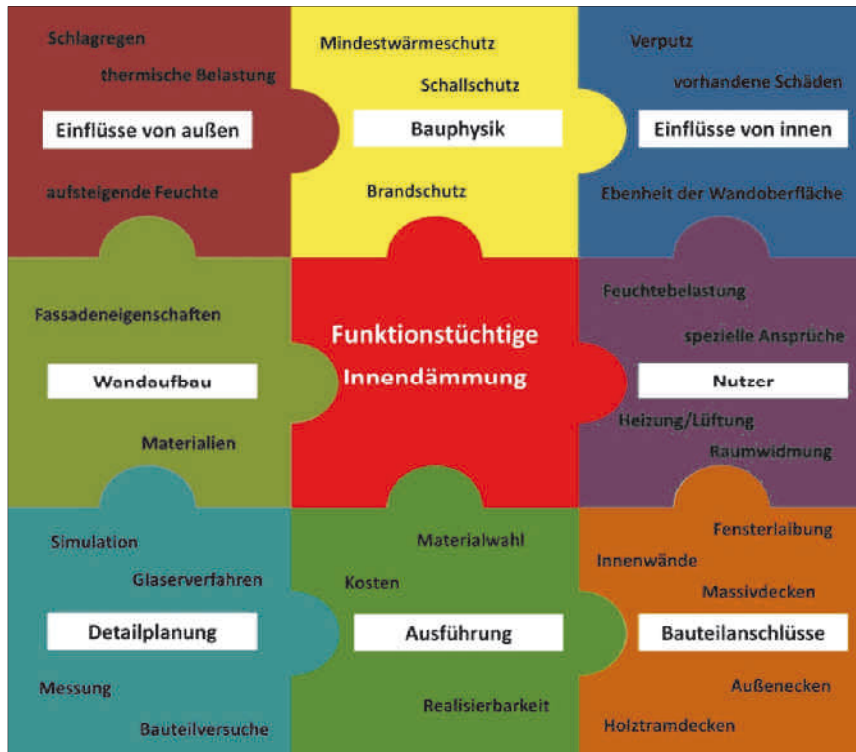 Schlagregen
thermische Belastung
Einflüsse von außen
aufsteigende Feuchte
Mindestwärmeschutz
Schallschutz
Bauphysik
Brandschutz
Verputz
vorhandene Schäden
Einflüsse von innen
Ebenheit der Wandoberfläche
Fassadeneigenschaften
Wandaufbau
Materialien
Funktionstüchtige
Innendämmung
Feuchtebelastung
spezielle Ansprüche
Nutzer
Heizung/Lüftung
Raumwidmung
Simulation
Glaserverfahren
Detailplanung
Messung
Bauteilversuche
Materialwahl
Kosten
Ausführung
Realisierbarkeit
Fensterlaibung
Innenwände
Massivdecken
Bauteilanschlüsse
Außenecken
Holztramdecken